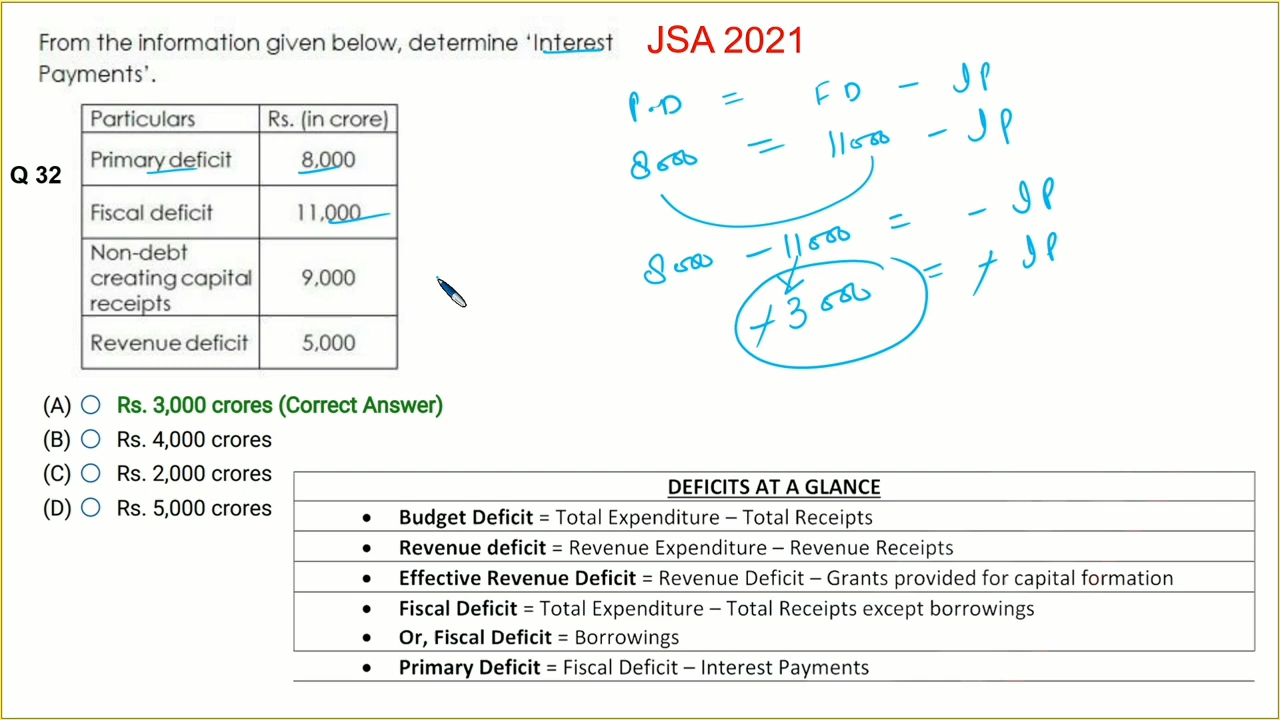 From the information given below, determine ‘Interest
Payments’.
JSA 2021
Q 32
Particulars Rs. (in crore)
Primary deficit 8,000
Fiscal deficit 11,000
Non-debt
creating capital
receipts
9,000
Revenue deficit 5,000
P.D = FD - IP
8000 = 11000 - IP
8000 - 11000 = - IP
-3000 = - IP
(A) Rs. 3,000 crores (Correct Answer)
(B) Rs. 4,000 crores
(C) Rs. 2,000 crores
(D) Rs. 5,000 crores
DEFICITS AT A GLANCE
• Budget Deficit = Total Expenditure – Total Receipts
• Revenue deficit = Revenue Expenditure – Revenue Receipts
• Effective Revenue Deficit = Revenue Deficit – Grants provided for capital formation
• Fiscal Deficit = Total Expenditure – Total Receipts except borrowings
• Or, Fiscal Deficit = Borrowings
• Primary Deficit = Fiscal Deficit – Interest Payments